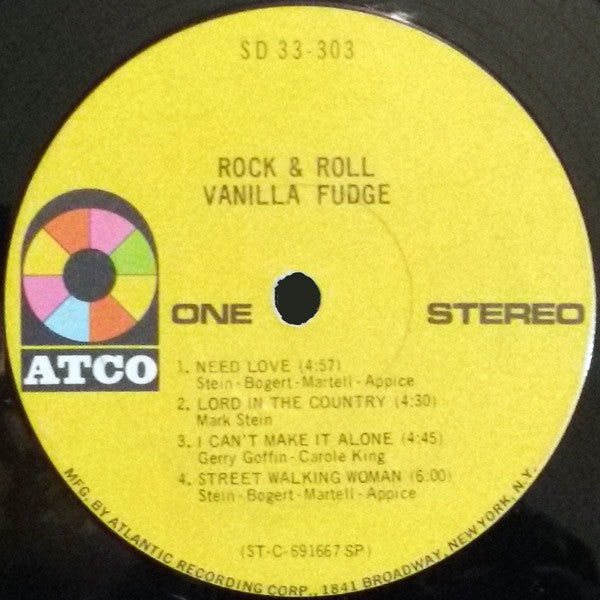 SD 33-303
ROCK & ROLL
VANILLA FUDGE
ATCO
ONE
STEREO
1. NEED LOVE (4:57)
Stein - Bogert - Martell - Appice
2. LORD IN THE COUNTRY (4:30)
Mark Stein
3. I CAN'T MAKE IT ALONE (4:45)
Gerry Goffin - Carole King
4. STREET WALKING WOMAN (6:00)
Stein - Bogert - Martell - Appice
(ST-C-691667 SP)
MFG. BY ATLANTIC RECORDING CORP., 1841 BROADWAY, NEW YORK, N.Y.